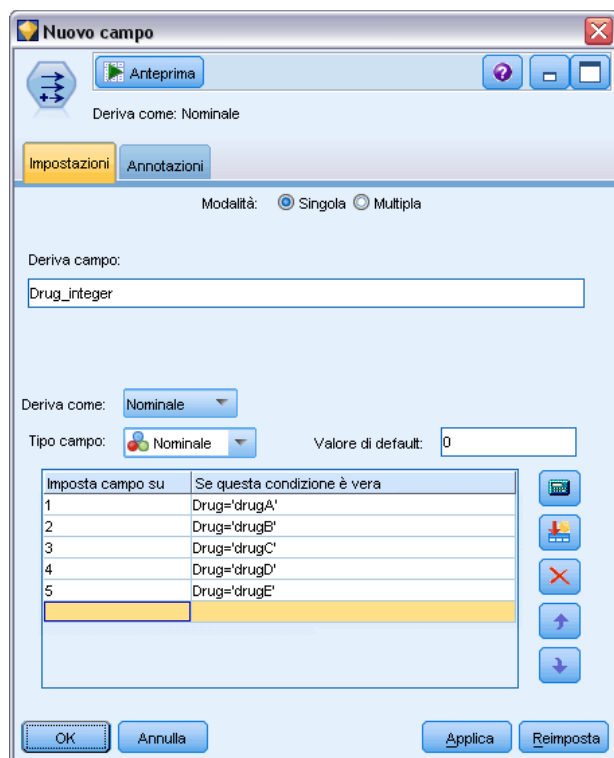 Nuovo campo
Anteprima
Deriva come: Nominale
Impostazioni Annotazioni
Modalità: Singola Multipla
Deriva campo:
Drug_integer
Deriva come: Nominale
Tipo campo: Nominale Valore di default: 0
Imposta campo su Se questa condizione è vera
1 Drug='drugA'
2 Drug='drugB'
3 Drug='drugC'
4 Drug='drugD'
5 Drug='drugE'
OK Annulla Applica Reimposta